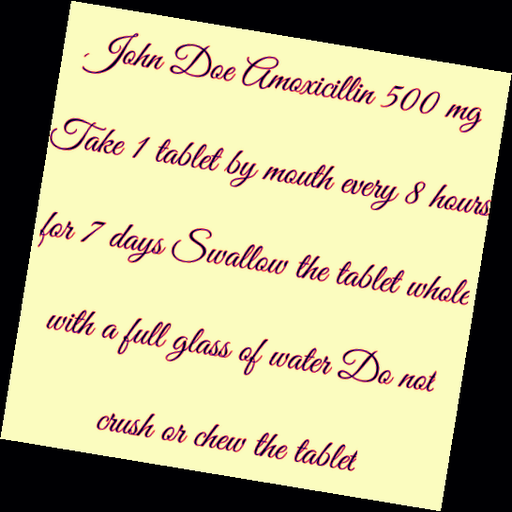 John Doe Amoxicillin 500 mg
Take 1 tablet by mouth every 8 hours
for 7 days Swallow the tablet whole
with a full glass of water Do not
crush or chew the tablet